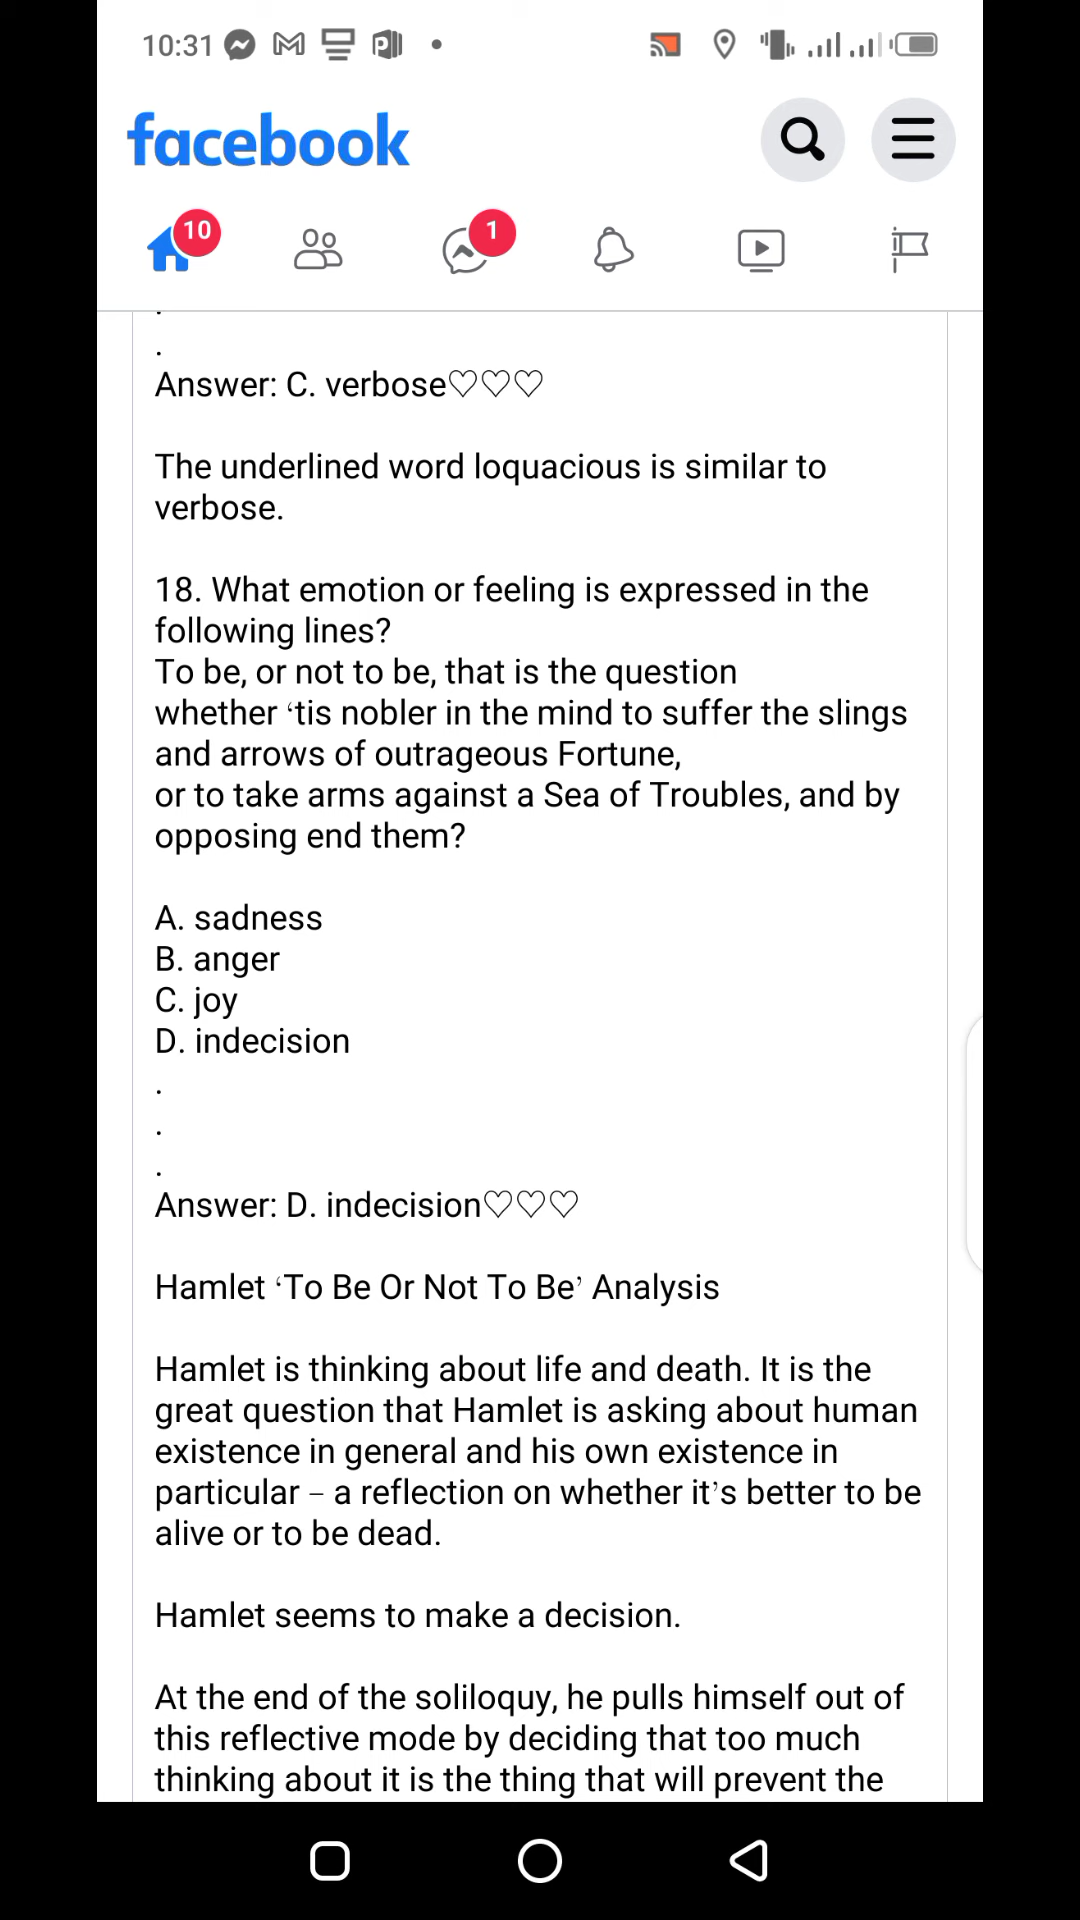 10:31
facebook
10
1
.
.
Answer: C. verbose♡♡♡
The underlined word loquacious is similar to
verbose.
18. What emotion or feeling is expressed in the
following lines?
To be, or not to be, that is the question
whether ‘tis nobler in the mind to suffer the slings
and arrows of outrageous Fortune,
or to take arms against a Sea of Troubles, and by
opposing end them?
A. sadness
B. anger
C. joy
D. indecision
.
.
.
Answer: D. indecision♡♡♡
Hamlet ‘To Be Or Not To Be’ Analysis
Hamlet is thinking about life and death. It is the
great question that Hamlet is asking about human
existence in general and his own existence in
particular – a reflection on whether it’s better to be
alive or to be dead.
Hamlet seems to make a decision.
At the end of the soliloquy, he pulls himself out of
this reflective mode by deciding that too much
thinking about it is the thing that will prevent the